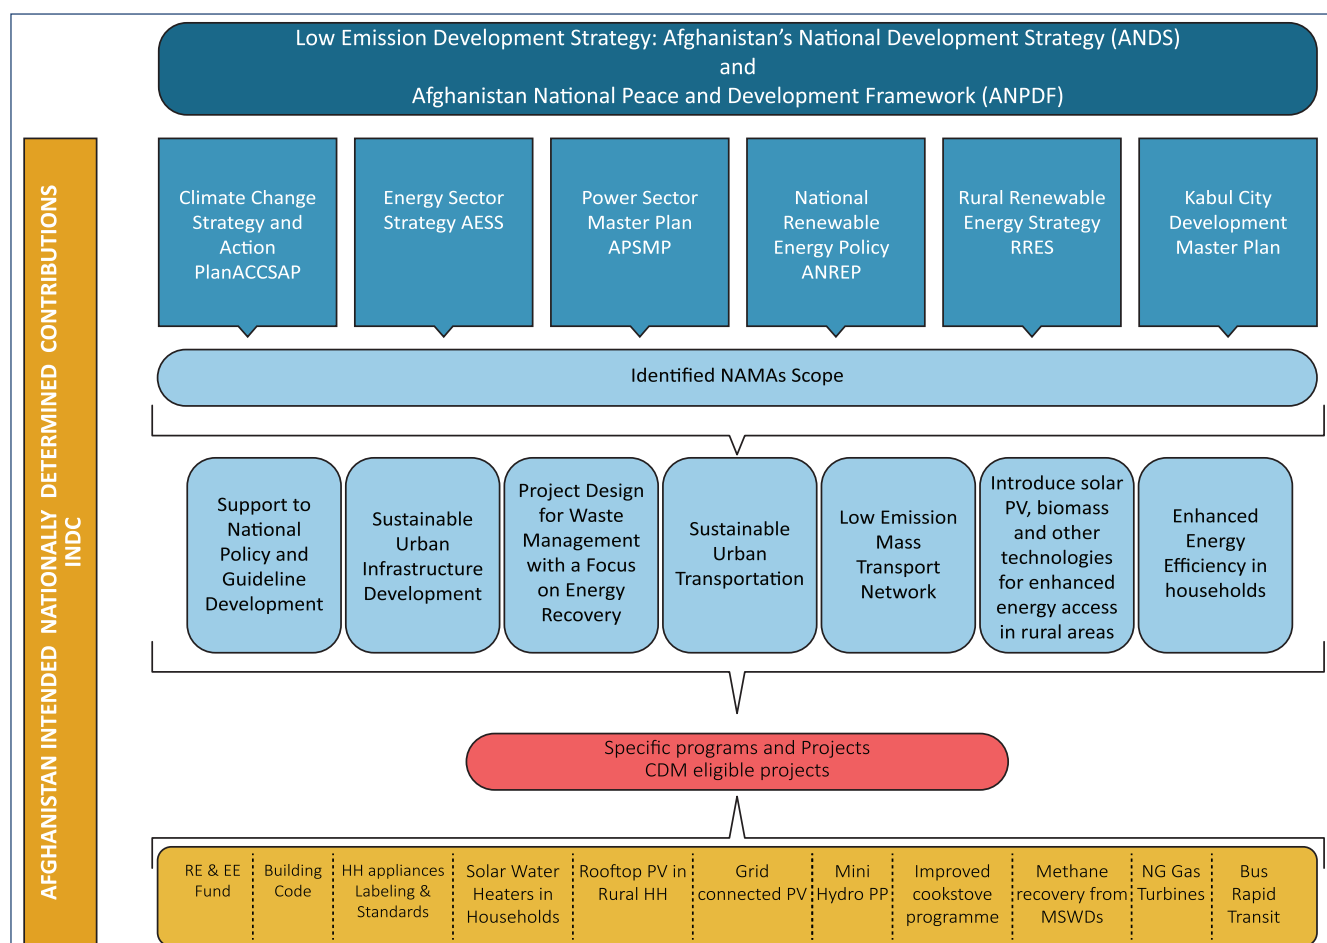 Low Emission Development Strategy: Afghanistan's National Development Strategy (ANDS)
and
Afghanistan National Peace and Development Framework (ANPDF)
AFGHANISTAN INTENDED NATIONALLY DETERMINED CONTRIBUTIONS
INDC
Climate Change
Strategy and
Action
PlanACCSAP
Energy Sector
Strategy AESS
Power Sector
Master Plan
APSMP
National
Renewable
Energy Policy
ANREP
Rural Renewable
Energy Strategy
RRES
Kabul City
Development
Master Plan
Identified NAMAs Scope
Support to
National
Policy and
Guideline
Development
Sustainable
Urban
Infrastructure
Development
Project Design
for Waste
Management
with a Focus
on Energy
Recovery
Sustainable
Urban
Transportation
Low Emission
Mass
Transport
Network
Introduce solar
PV, biomass
and other
technologies
for enhanced
energy access
in rural areas
Enhanced
Energy
Efficiency in
households
Specific programs and Projects
CDM eligible projects
RE & EE
Fund
Building
Code
HH appliances
Labeling &
Standards
Solar Water
Heaters in
Households
Rooftop PV in
Rural HH
Grid
connected PV
Mini
Hydro PP
Improved
cookstove
programme
Methane
recovery from
MSWDs
NG Gas
Turbines
Bus
Rapid
Transit